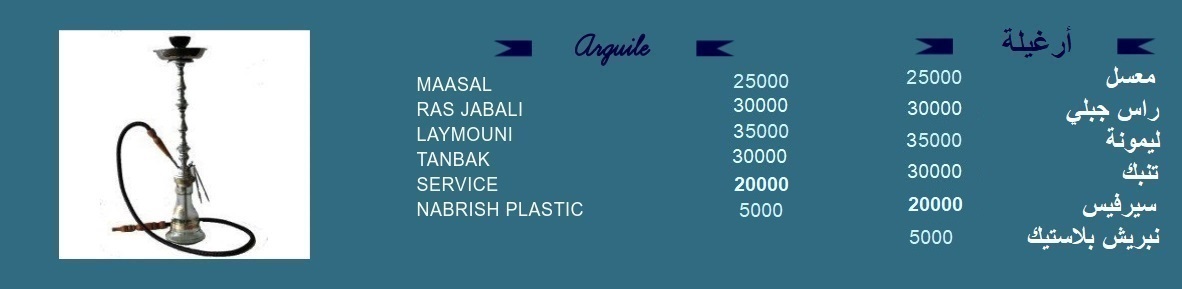 Arguile
MAASAL 25000
RAS JABALI 30000
LAYMOUNI 35000
TANBAK 30000
SERVICE 20000
NABRISH PLASTIC 5000
أرغيلة
معسل 25000
راس جبلي 30000
ليمونة 35000
تنبك 30000
سيرفيس 20000
نبريش بلاستيك 5000